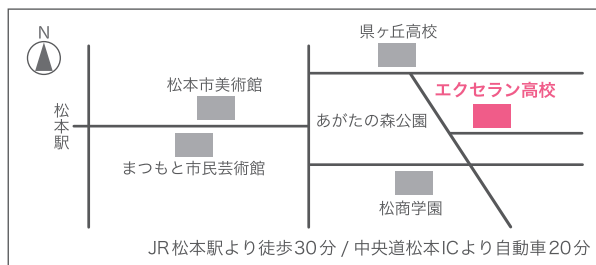 N
県ヶ丘高校
エクセラン高校
松本市美術館
松本駅
あがたの森公園
まつもと市民芸術館
松商学園
JR松本駅より徒歩30分 / 中央道松本ICより自動車20分